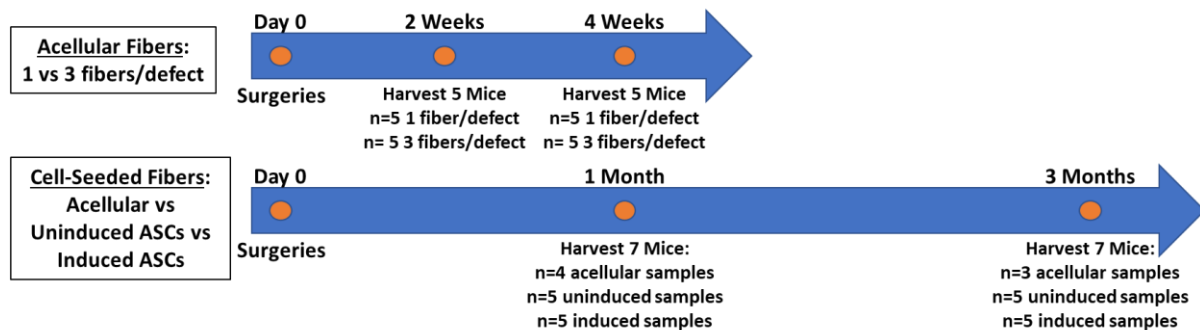 Acellular Fibers:
1 vs 3 fibers/defect
Day 0
2 Weeks
4 Weeks
Surgeries
Harvest 5 Mice
n=5 1 fiber/defect
n= 5 3 fibers/defect
Harvest 5 Mice
n=5 1 fiber/defect
n= 5 3 fibers/defect
Cell-Seeded Fibers:
Acellular vs
Uninduced ASCs vs
Induced ASCs
Day 0
1 Month
3 Months
Surgeries
Harvest 7 Mice:
n=4 acellular samples
n=5 uninduced samples
n=5 induced samples
Harvest 7 Mice:
n=3 acellular samples
n=5 uninduced samples
n=5 induced samples